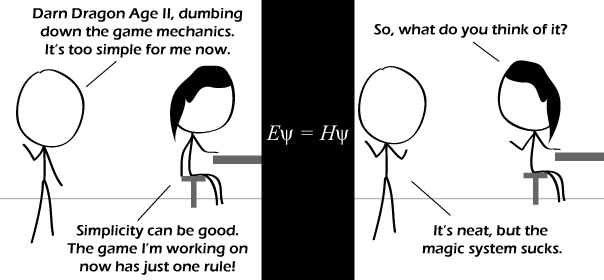 Darn Dragon Age II, dumbing
down the game mechanics.
It's too simple for me now.
Simplicity can be good.
The game I'm working on
now has just one rule!
Eψ = Hψ
So, what do you think of it?
It's neat, but the
magic system sucks.